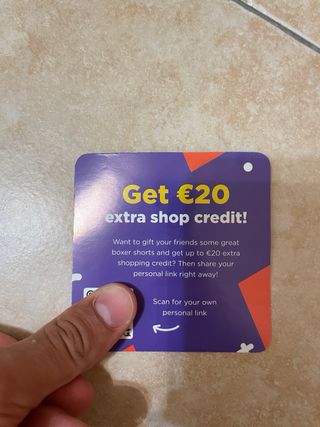 Get €20
extra shop credit!
Want to gift your friends some great
boxer shorts and get up to €20 extra
shopping credit? Then share your
personal link right away!
Scan for your own
personal link